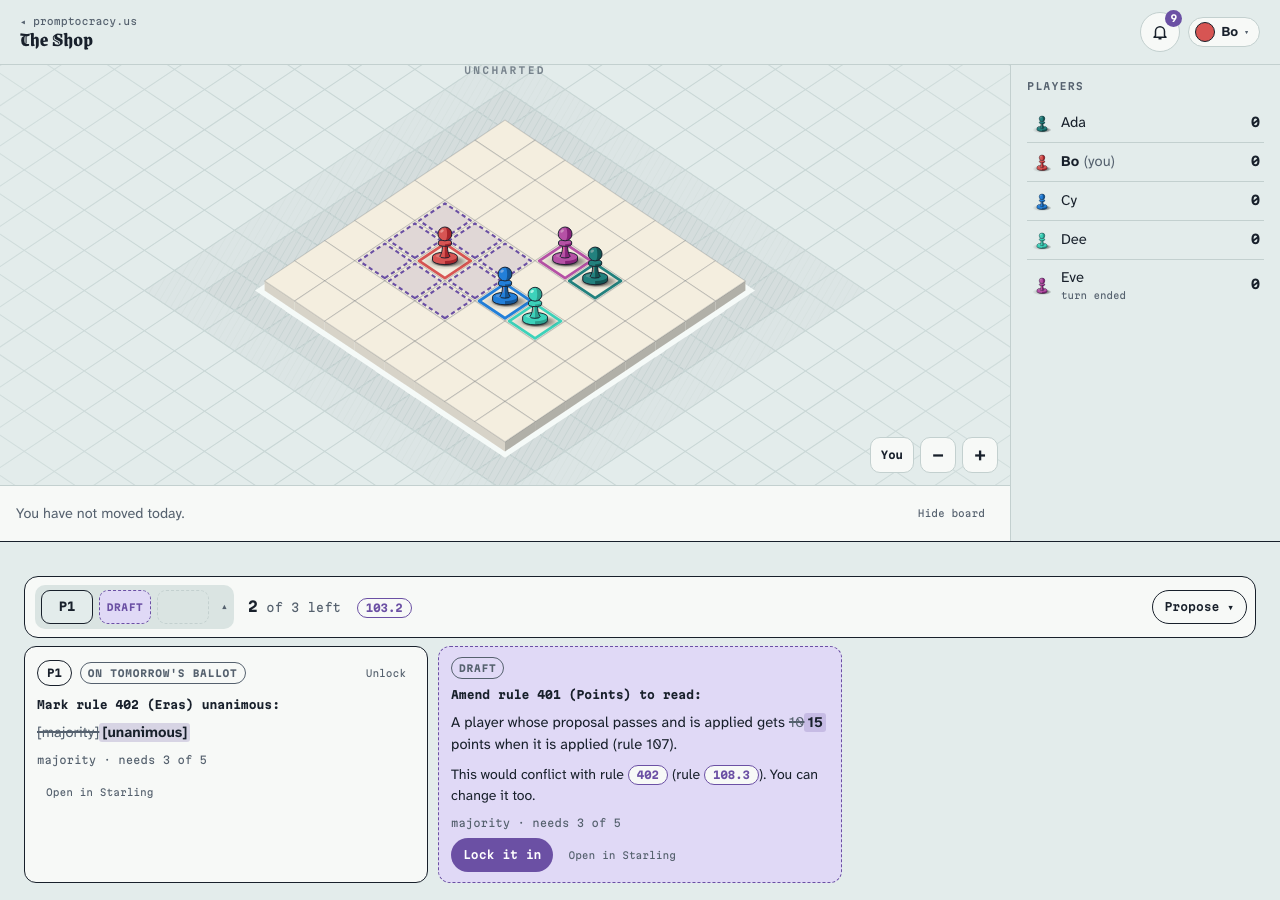 ◂ promptocracy.us
The Shop
9
Bo ▾
UNCHARTED
You
−
+
You have not moved today.
Hide board
PLAYERS
Ada 0
Bo (you) 0
Cy 0
Dee 0
Eve 0
turn ended
P1 DRAFT ▴ 2 of 3 left 103.2
Propose ▾
P1 ON TOMORROW'S BALLOT Unlock
Mark rule 402 (Eras) unanimous:
[majority] [unanimous]
majority · needs 3 of 5
Open in Starling
DRAFT
Amend rule 401 (Points) to read:
A player whose proposal passes and is applied gets 10 15
points when it is applied (rule 107).
This would conflict with rule 402 (rule 108.3). You can
change it too.
majority · needs 3 of 5
Lock it in Open in Starling